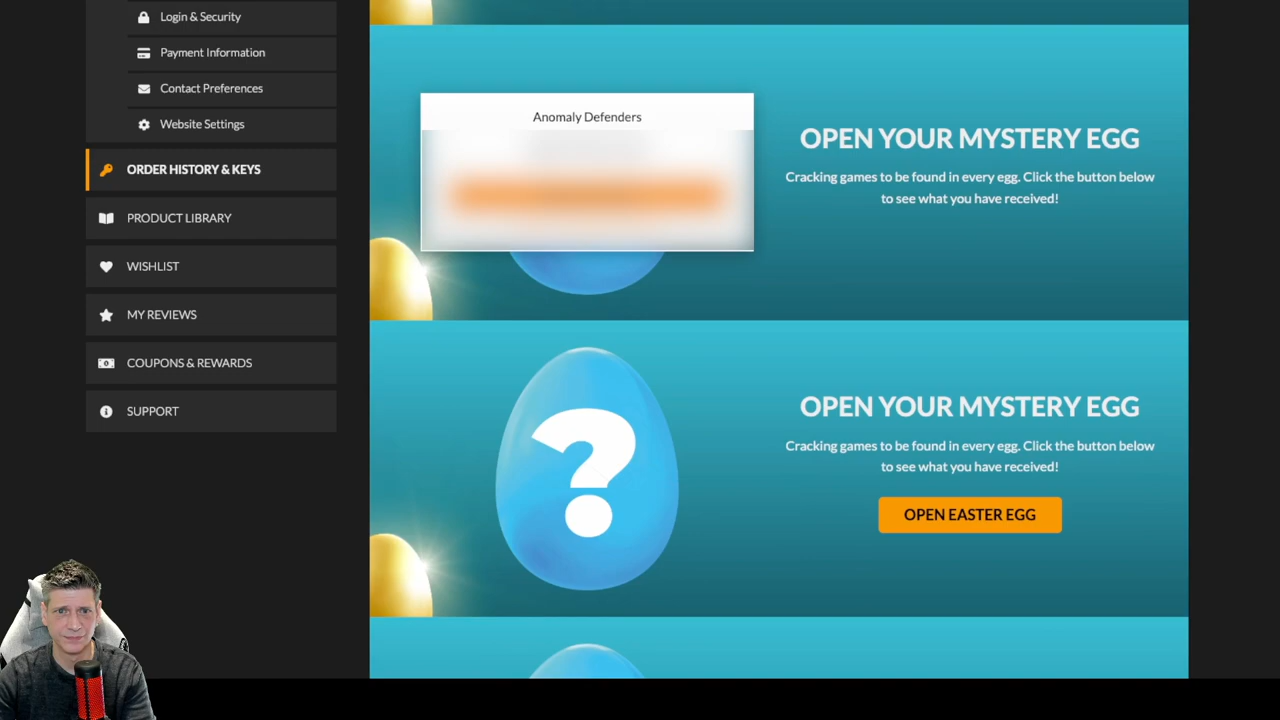 Login & Security
Payment Information
Contact Preferences
Website Settings
ORDER HISTORY & KEYS
PRODUCT LIBRARY
WISHLIST
MY REVIEWS
COUPONS & REWARDS
SUPPORT
Anomaly Defenders
OPEN YOUR MYSTERY EGG
Cracking games to be found in every egg. Click the button below
to see what you have received!
?
OPEN YOUR MYSTERY EGG
Cracking games to be found in every egg. Click the button below
to see what you have received!
OPEN EASTER EGG